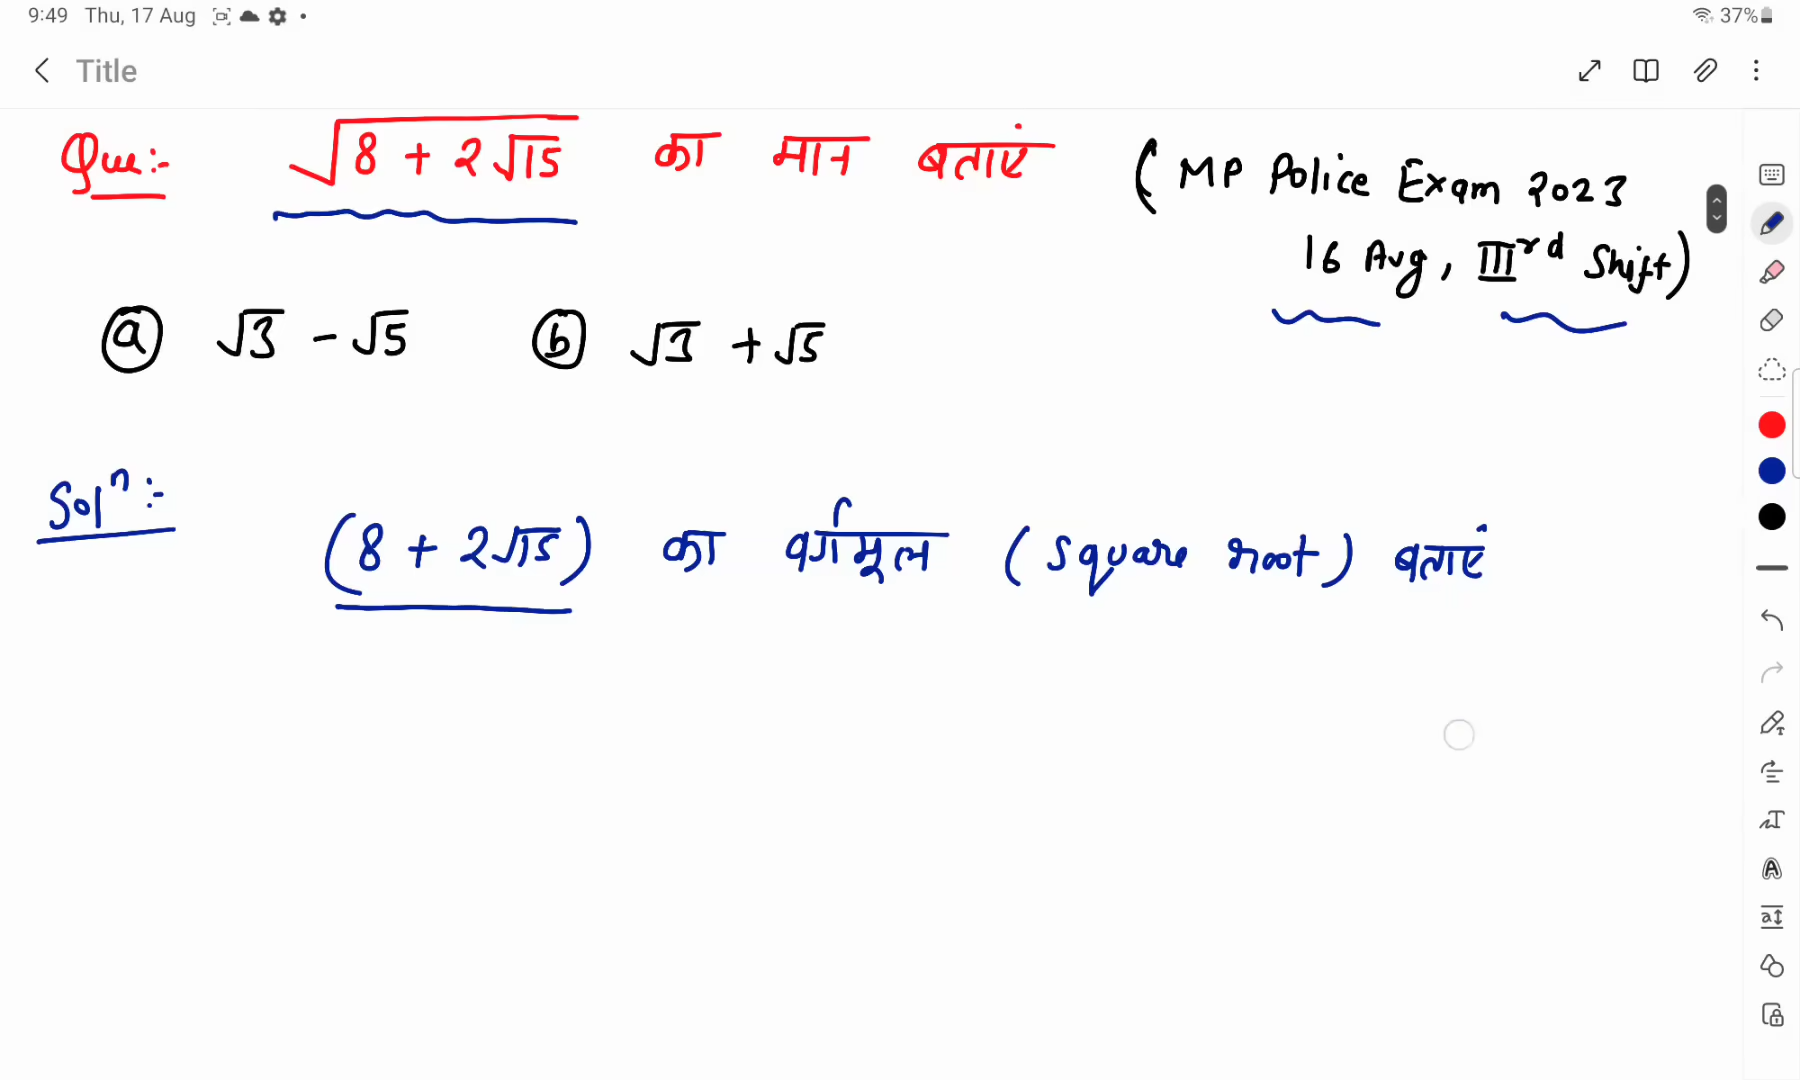 9:49 Thu, 17 Aug
37%
Title
Que:- √(8 + 2√15) का मान बताएं
( MP Police Exam 2023
16 Aug, IIIrd Shift)
(a) √3 - √5 (b) √3 + √5
Solⁿ:-
(8 + 2√15) का वर्गमूल (square root) बताएं